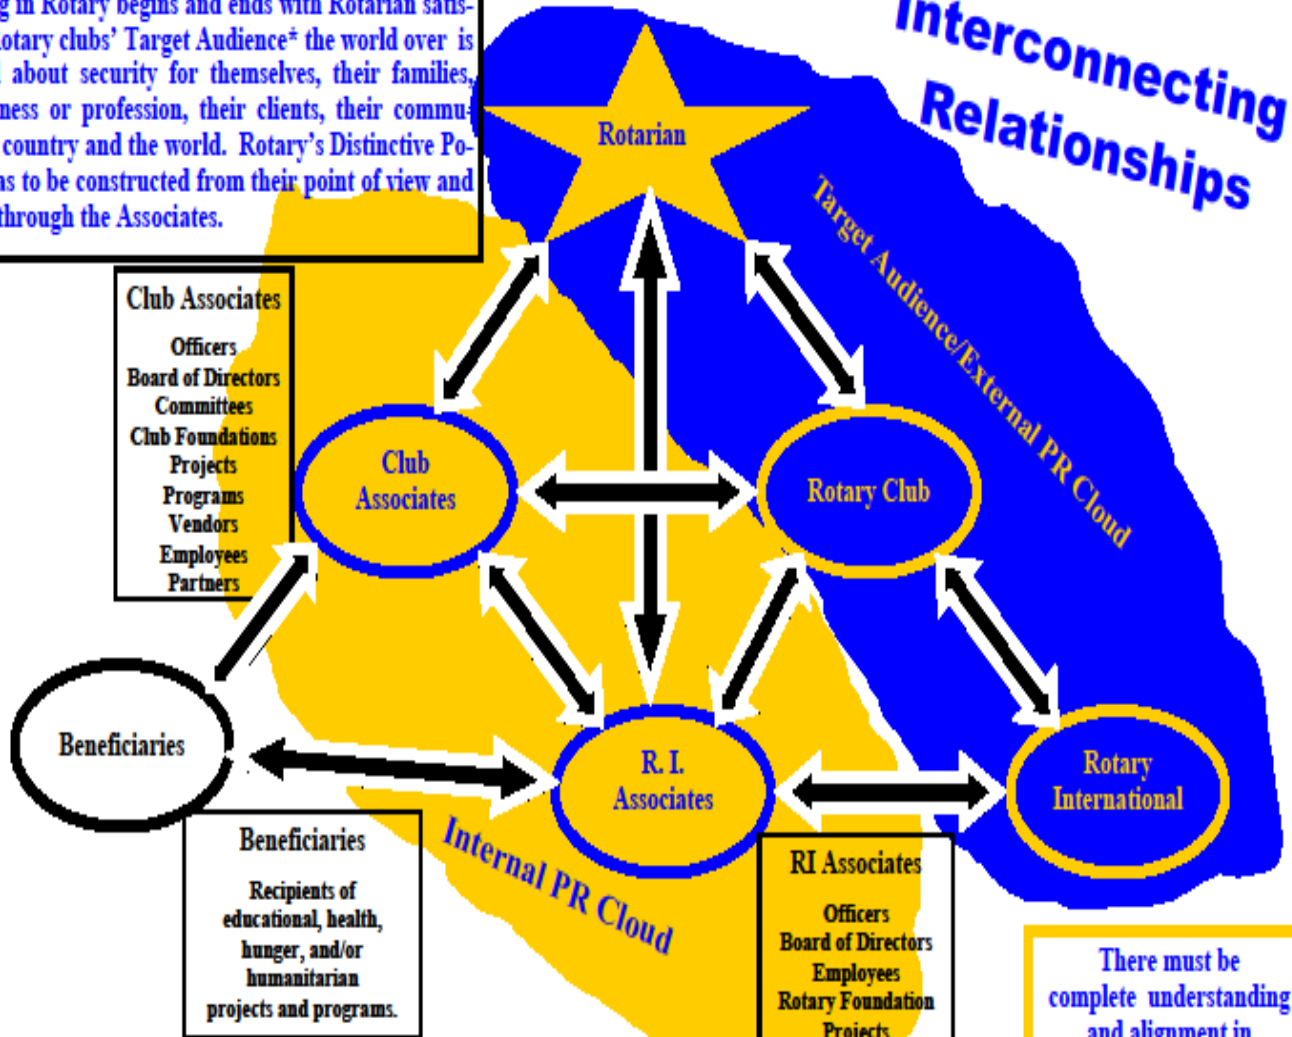 g in Rotary begins and ends with Rotarian satis-
Rotary clubs' Target Audience* the world over is
about security for themselves, their families,
ness or profession, their clients, their commu-
country and the world. Rotary's Distinctive Po-
as to be constructed from their point of view and
through the Associates.
Interconnecting
Relationships
Rotarian
Target Audience/External PR Cloud
Club Associates
Officers
Board of Directors
Committees
Club Foundations
Projects
Programs
Vendors
Employees
Partners
Club
Associates
Rotary Club
Beneficiaries
R. I.
Associates
Rotary
International
Internal PR Cloud
Beneficiaries
Recipients of
educational, health,
hunger, and/or
humanitarian
projects and programs.
RI Associates
Officers
Board of Directors
Employees
Rotary Foundation
Projects
There must be
complete understanding
and alignment in